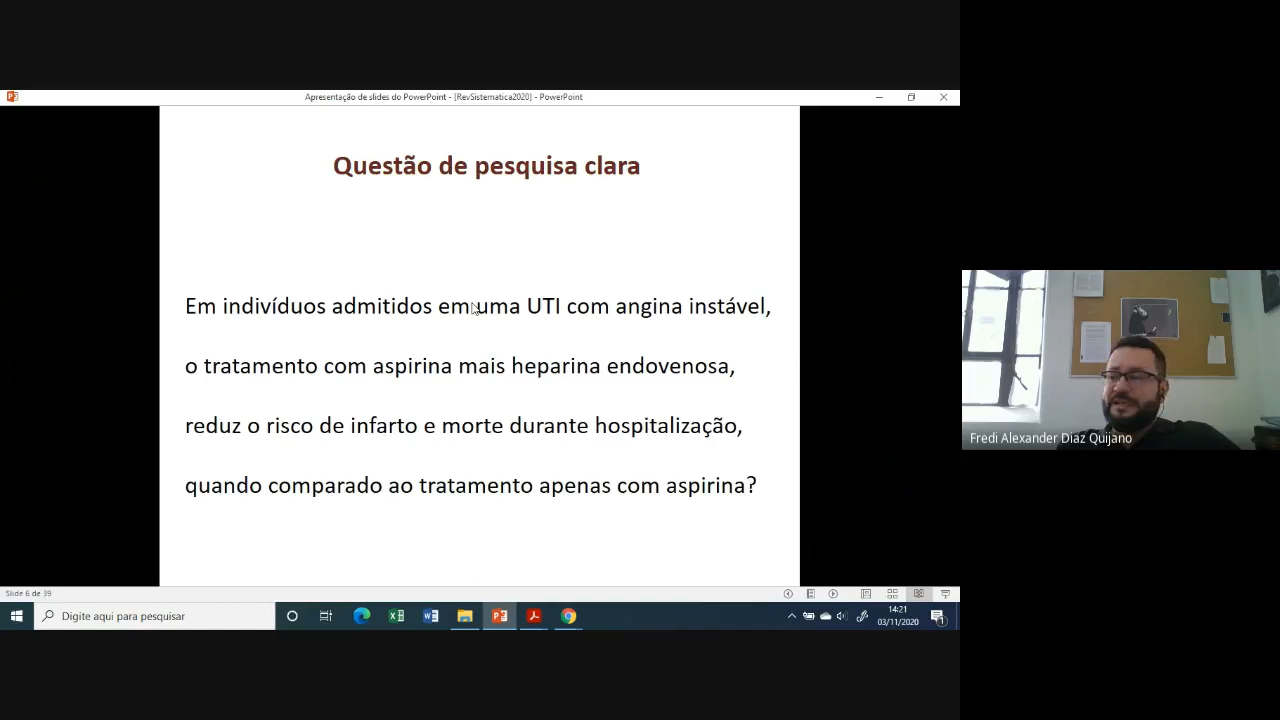 Apresentação de slides do PowerPoint - [RevSistematica2020] - PowerPoint
Questão de pesquisa clara
Em indivíduos admitidos em uma UTI com angina instável,
o tratamento com aspirina mais heparina endovenosa,
reduz o risco de infarto e morte durante hospitalização,
quando comparado ao tratamento apenas com aspirina?
Fredi Alexander Diaz Quijano
Slide 6 de 39
Digite aqui para pesquisar
14:21
03/11/2020